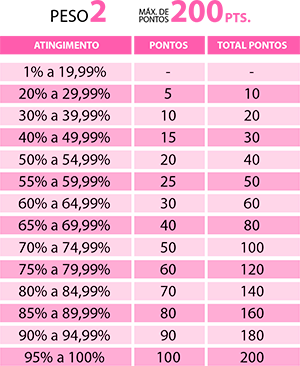 PESO 2 MÁX. DE PONTOS 200 PTS.
ATINGIMENTO PONTOS TOTAL PONTOS
1% a 19,99% - -
20% a 29,99% 5 10
30% a 39,99% 10 20
40% a 49,99% 15 30
50% a 54,99% 20 40
55% a 59,99% 25 50
60% a 64,99% 30 60
65% a 69,99% 40 80
70% a 74,99% 50 100
75% a 79,99% 60 120
80% a 84,99% 70 140
85% a 89,99% 80 160
90% a 94,99% 90 180
95% a 100% 100 200